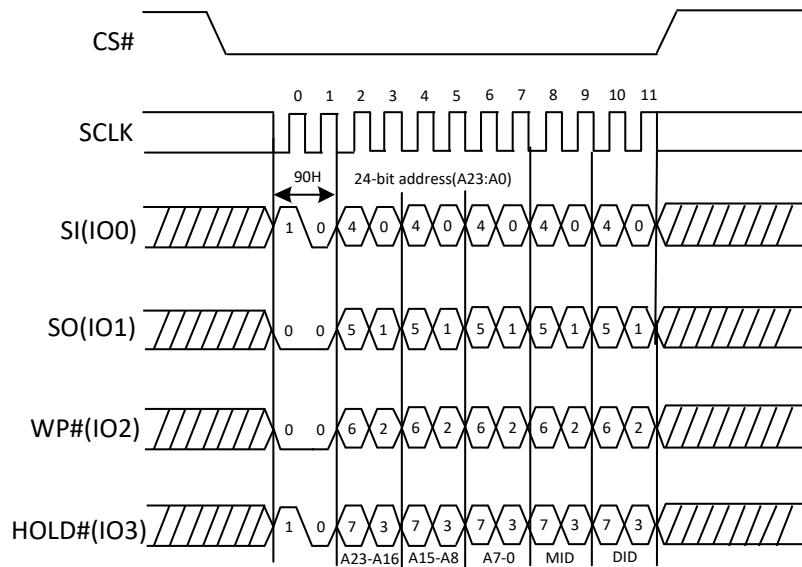 CS#
0 1 2 3 4 5 6 7 8 9 10 11
SCLK
90H 24-bit address(A23:A0)
SI(IO0) 1 0 4 0 4 0 4 0 4 0 4 0
SO(IO1) 0 0 5 1 5 1 5 1 5 1 5 1
WP#(IO2) 0 0 6 2 6 2 6 2 6 2 6 2
HOLD#(IO3) 1 0 7 3 7 3 7 3 7 3 7 3
A23-A16 A15-A8 A7-0 MID DID